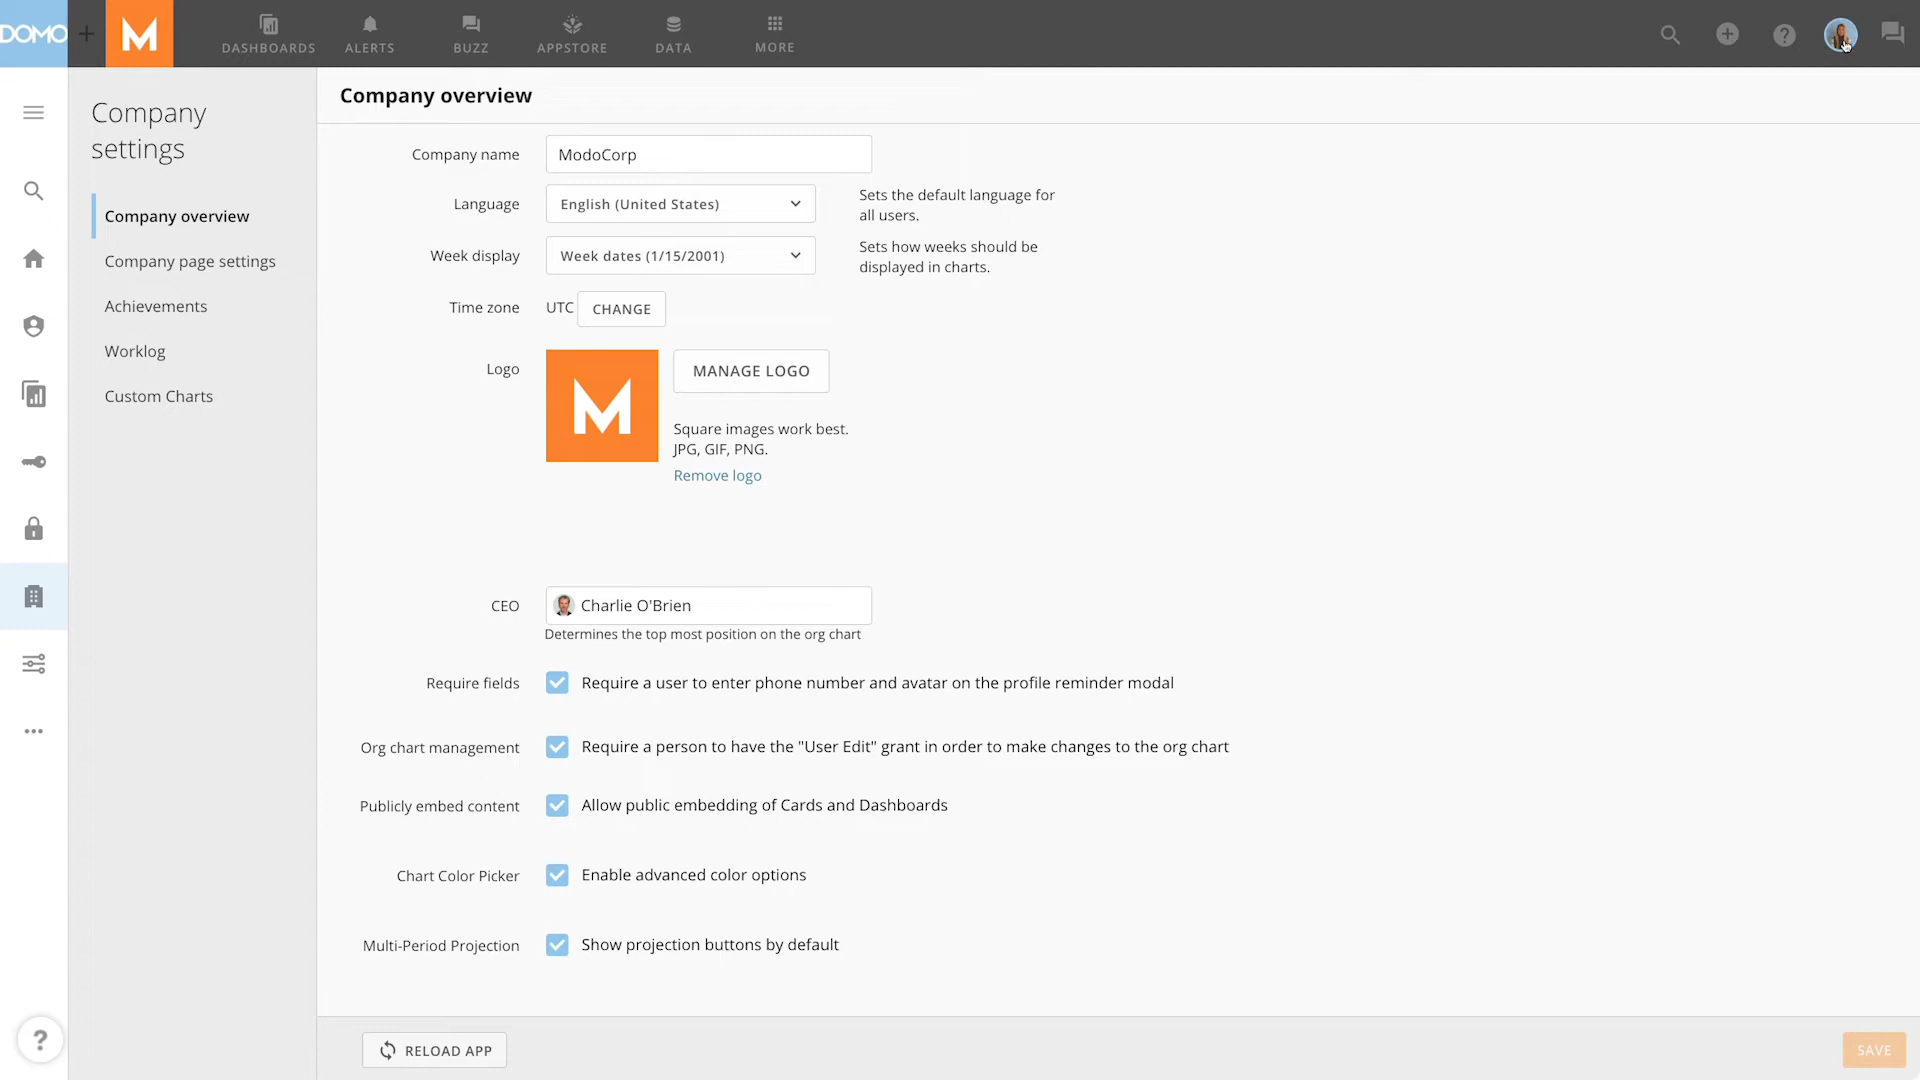 DOMO
M
DASHBOARDS
ALERTS
BUZZ
APPSTORE
DATA
MORE
Company
settings
Company overview
Company page settings
Achievements
Worklog
Custom Charts
Company overview
Company name
ModoCorp
Language
English (United States)
Sets the default language for
all users.
Week display
Week dates (1/15/2001)
Sets how weeks should be
displayed in charts.
Time zone
UTC
CHANGE
Logo
M
MANAGE LOGO
Square images work best.
JPG, GIF, PNG.
Remove logo
CEO
Charlie O'Brien
Determines the top most position on the org chart
Require fields
Require a user to enter phone number and avatar on the profile reminder modal
Org chart management
Require a person to have the "User Edit" grant in order to make changes to the org chart
Publicly embed content
Allow public embedding of Cards and Dashboards
Chart Color Picker
Enable advanced color options
Multi-Period Projection
Show projection buttons by default
?
RELOAD APP
SAVE